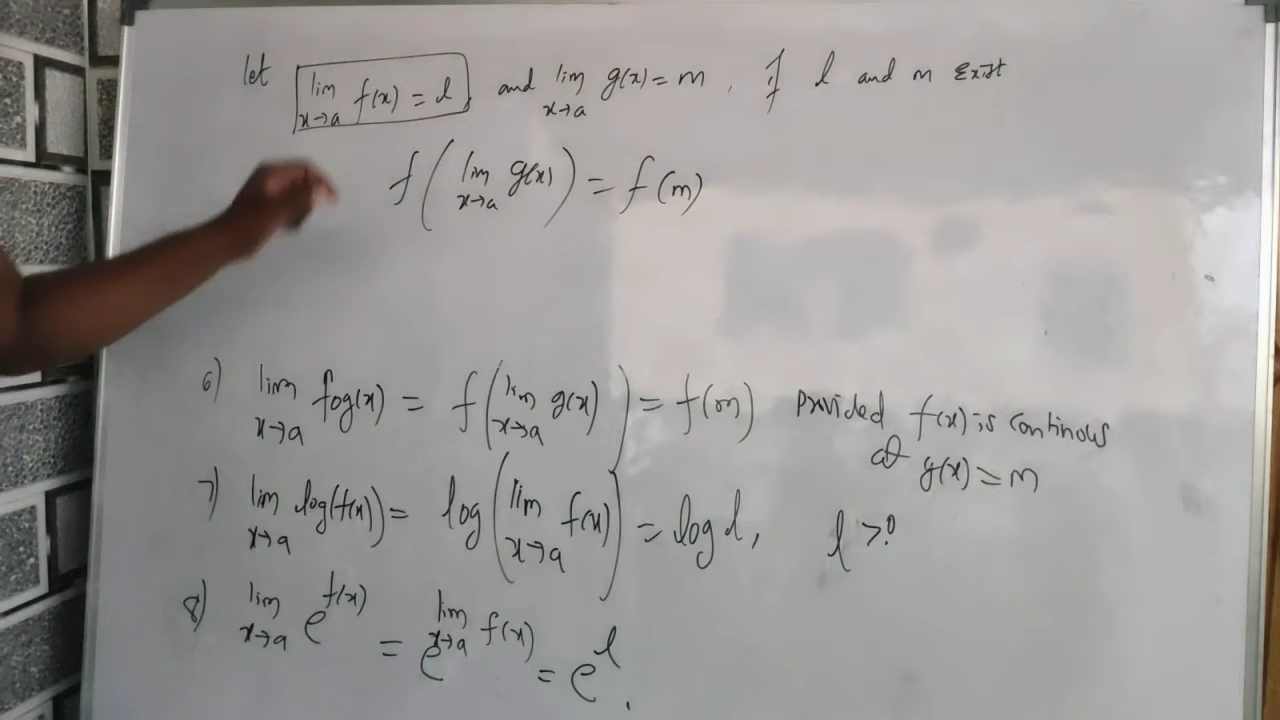 let lim x→a f(x) = l and lim x→a g(x) = m , If l and m Exist
f( lim x→a g(x) ) = f(m)
6) lim x→a fog(x) = f( lim x→a g(x) ) = f(m) Provided f(x) is continous
at g(x) = m
7) lim x→a log(f(x)) = log( lim x→a f(x) ) = log l , l >0
8) lim x→a e^f(x) = e^lim x→a f(x) = e^l .